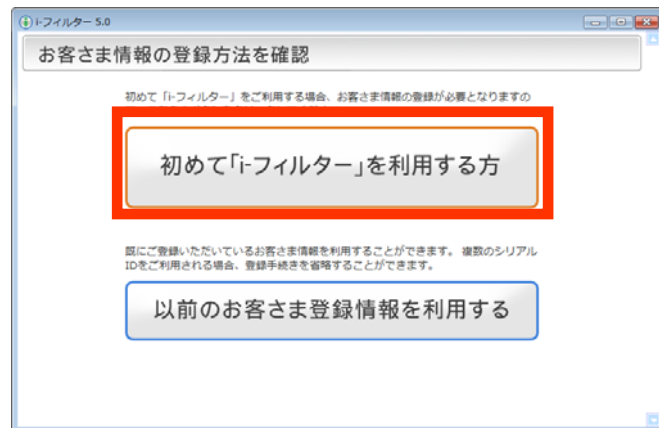 i-フィルター 5.0
お客さま情報の登録方法を確認
初めて「i-フィルター」をご利用する場合、お客さま情報の登録が必要となりますの
初めて「i-フィルター」を利用する方
既にご登録いただいているお客さま情報を利用することができます。 複数のシリアル
IDをご利用される場合、登録手続きを省略することができます。
以前のお客さま登録情報を利用する